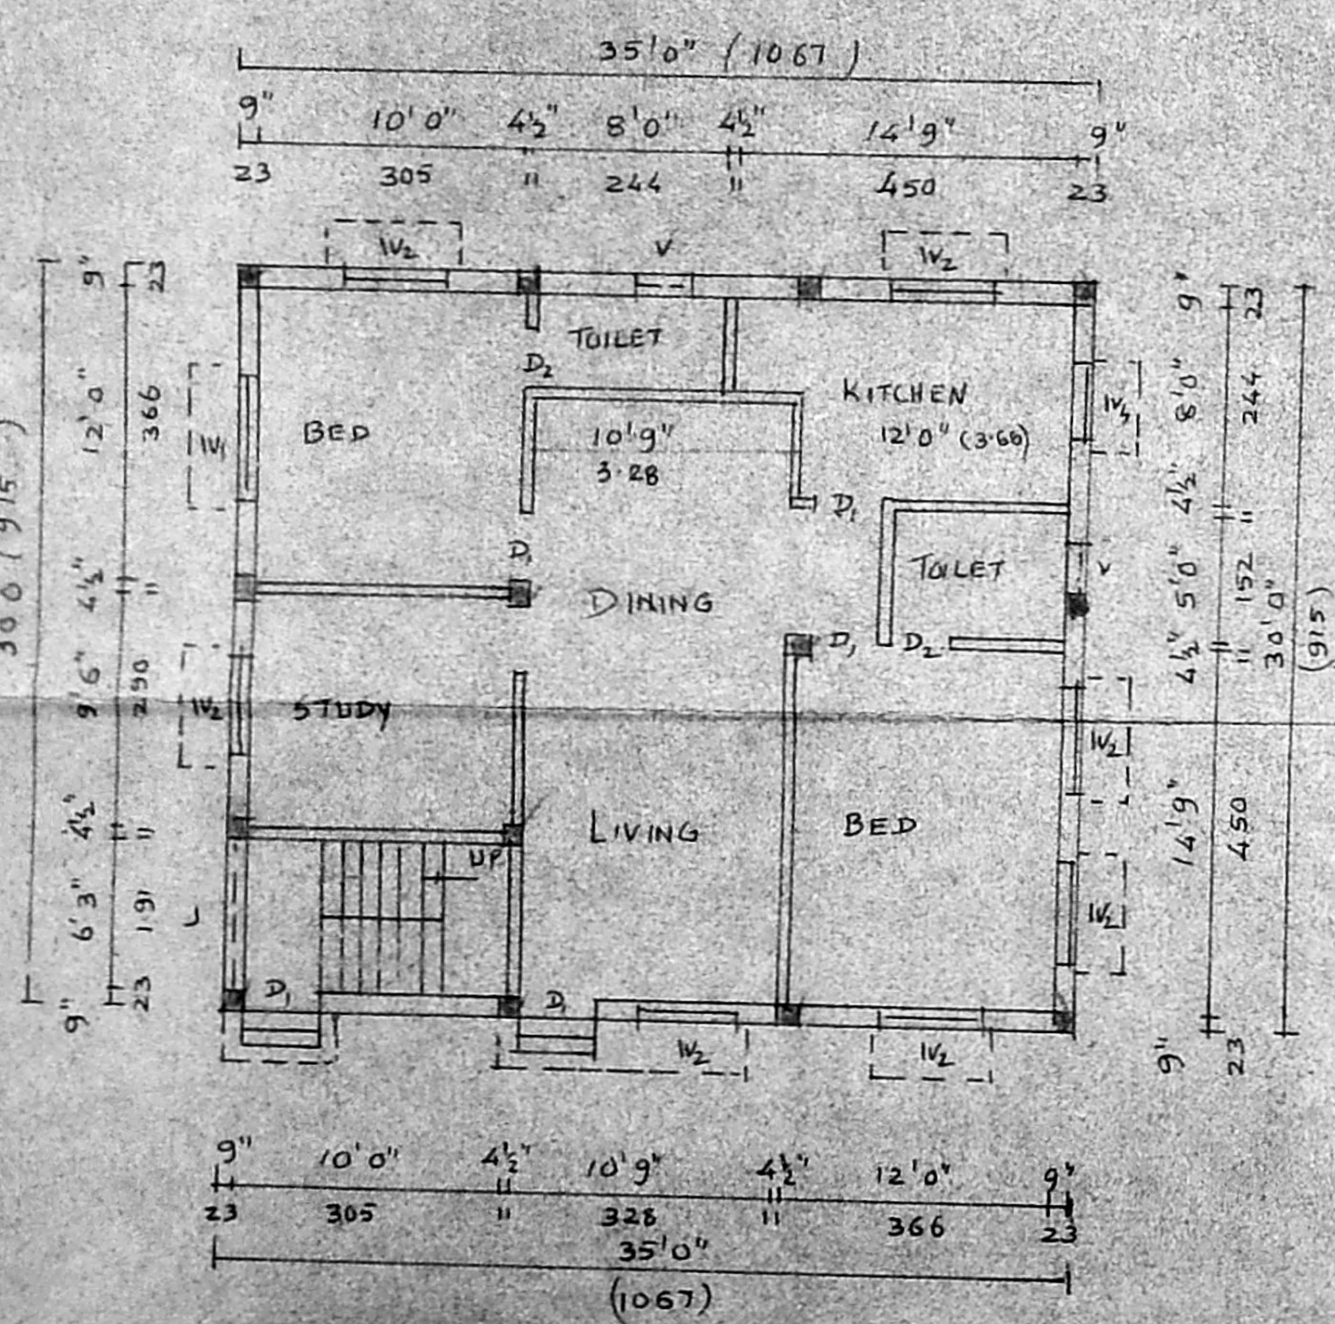 35'0" (1067)
9" 10'0" 4½" 8'0" 4½" 14'9" 9"
23 305 11 244 11 450 23
W2 V W2
TOILET
D2
KITCHEN
12'0" (3.66)
BED
10'9"
3.28
D1
D1
TOILET
DINING
D1 D2
STUDY
LIVING
BED
UP
D1 D1
W2 W2
W1
W2
V
W2
W2
9" 12'0" 4½" 9'6" 4½" 6'3" 9"
23 366 11 290 11 191 23
9" 8'0" 4½" 5'0" 4½" 14'9" 9"
23 244 11 152 11 450 23
30'0"
(915)
9" 10'0" 4½" 10'9" 4½" 12'0" 9"
23 305 11 328 11 366 23
35'0"
(1067)